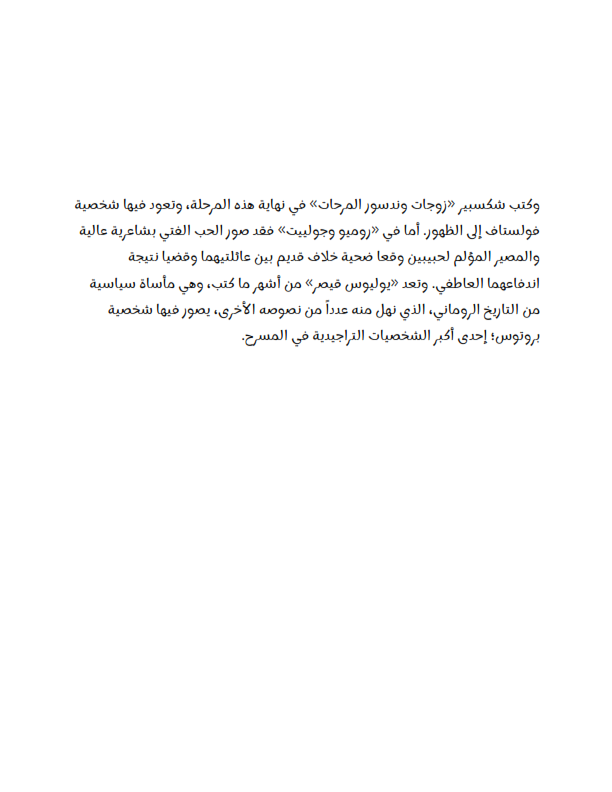 وكتب شكسبير «زوجات وندسور المرحات» في نهاية هذه المرحلة، وتعود فيها شخصية
فولستاف إلى الظهور. أما في «روميو وجولييت» فقد صور الحب الفتي بشاعرية عالية
والمصير المؤلم لحبيبين وقعا ضحية خلاف قديم بين عائلتيهما وقضيا نتيجة
اندفاعهما العاطفي. وتعد «يوليوس قيصر» من أشهر ما كتب، وهي مأساة سياسية
من التاريخ الروماني، الذي نهل منه عدداً من نصوصه الأخرى، يصور فيها شخصية
بروتوس؛ إحدى أكبر الشخصيات التراجيدية في المسرح.